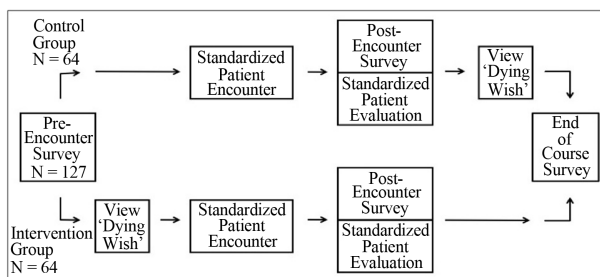 Control
Group
N = 64
Standardized
Patient
Encounter
Post-
Encounter
Survey
Standardized
Patient
Evaluation
View
‘Dying
Wish’
Pre-
Encounter
Survey
N = 127
End
of
Course
Survey
Intervention
Group
N = 64
View
‘Dying
Wish’
Standardized
Patient
Encounter
Post-
Encounter
Survey
Standardized
Patient
Evaluation